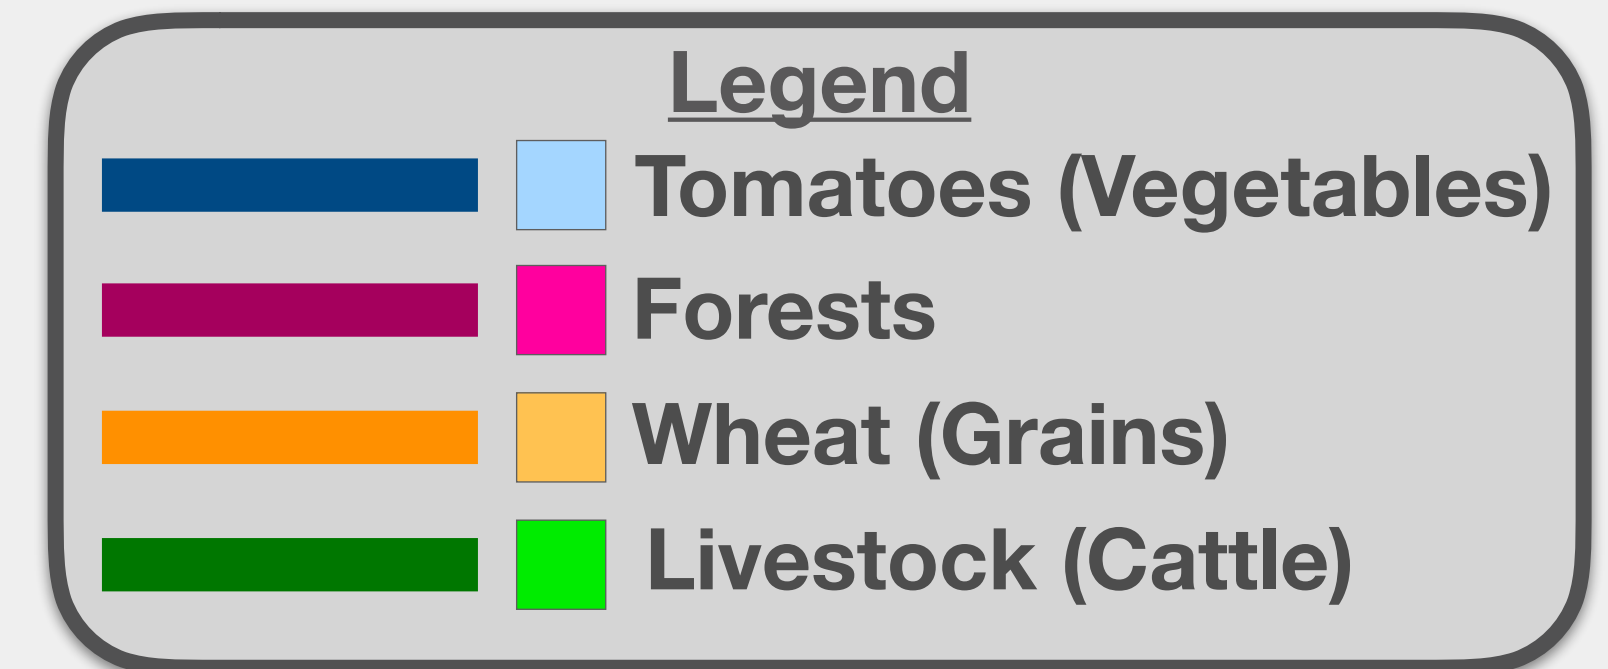 Legend
Tomatoes (Vegetables)
Forests
Wheat (Grains)
Livestock (Cattle)